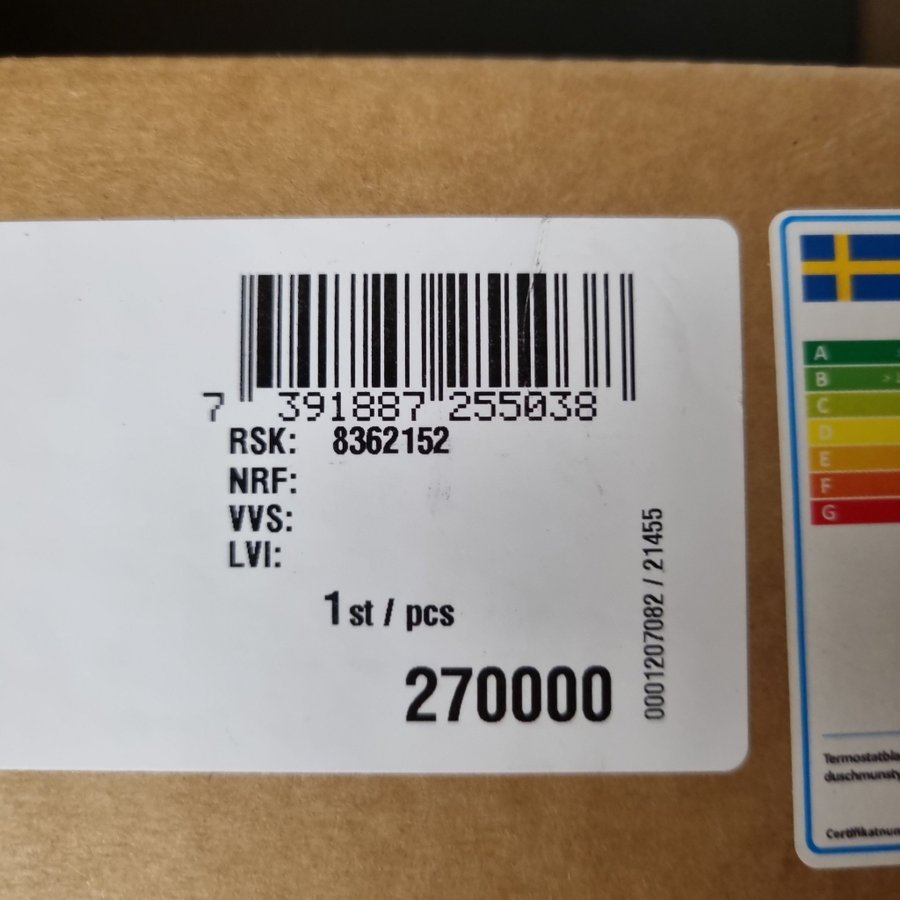 7 391887 255038
RSK: 8362152
NRF:
VVS:
LVI:
1 st / pcs
270000
0001207082 / 21455
A
B
C
D
E
F
G